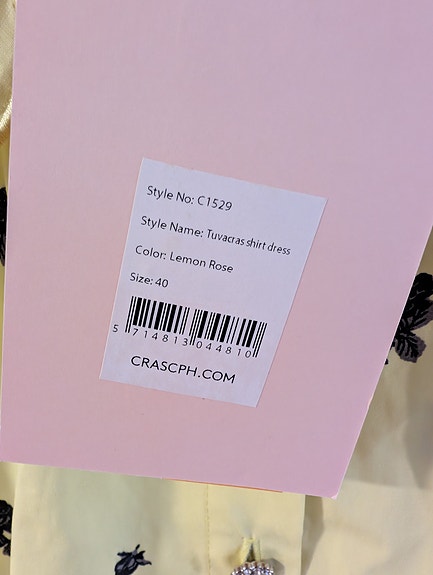 Style No: C1529
Style Name: Tuvacras shirt dress
Color: Lemon Rose
Size: 40
5 714813 044810
CRASCPH.COM